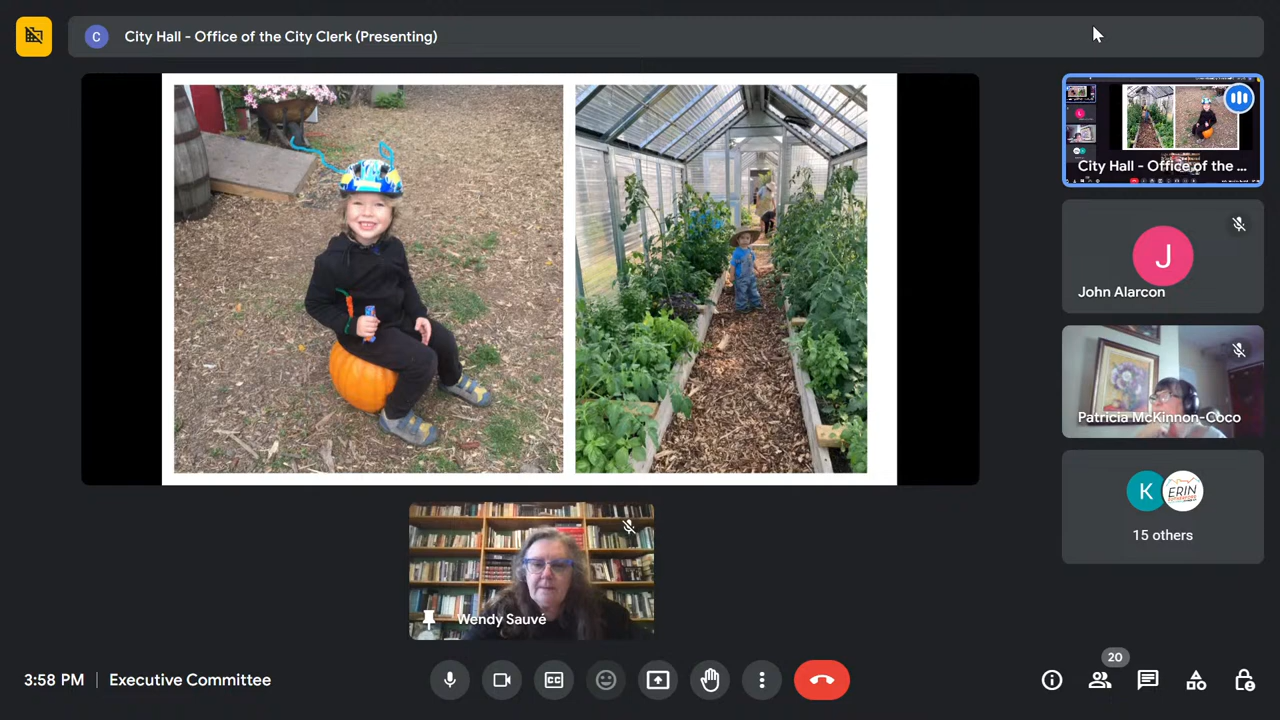 C City Hall - Office of the City Clerk (Presenting)
City Hall - Office of the ...
J
John Alarcon
Patricia McKinnon-Coco
K ERIN
15 others
Wendy Sauvé
3:58 PM | Executive Committee
20